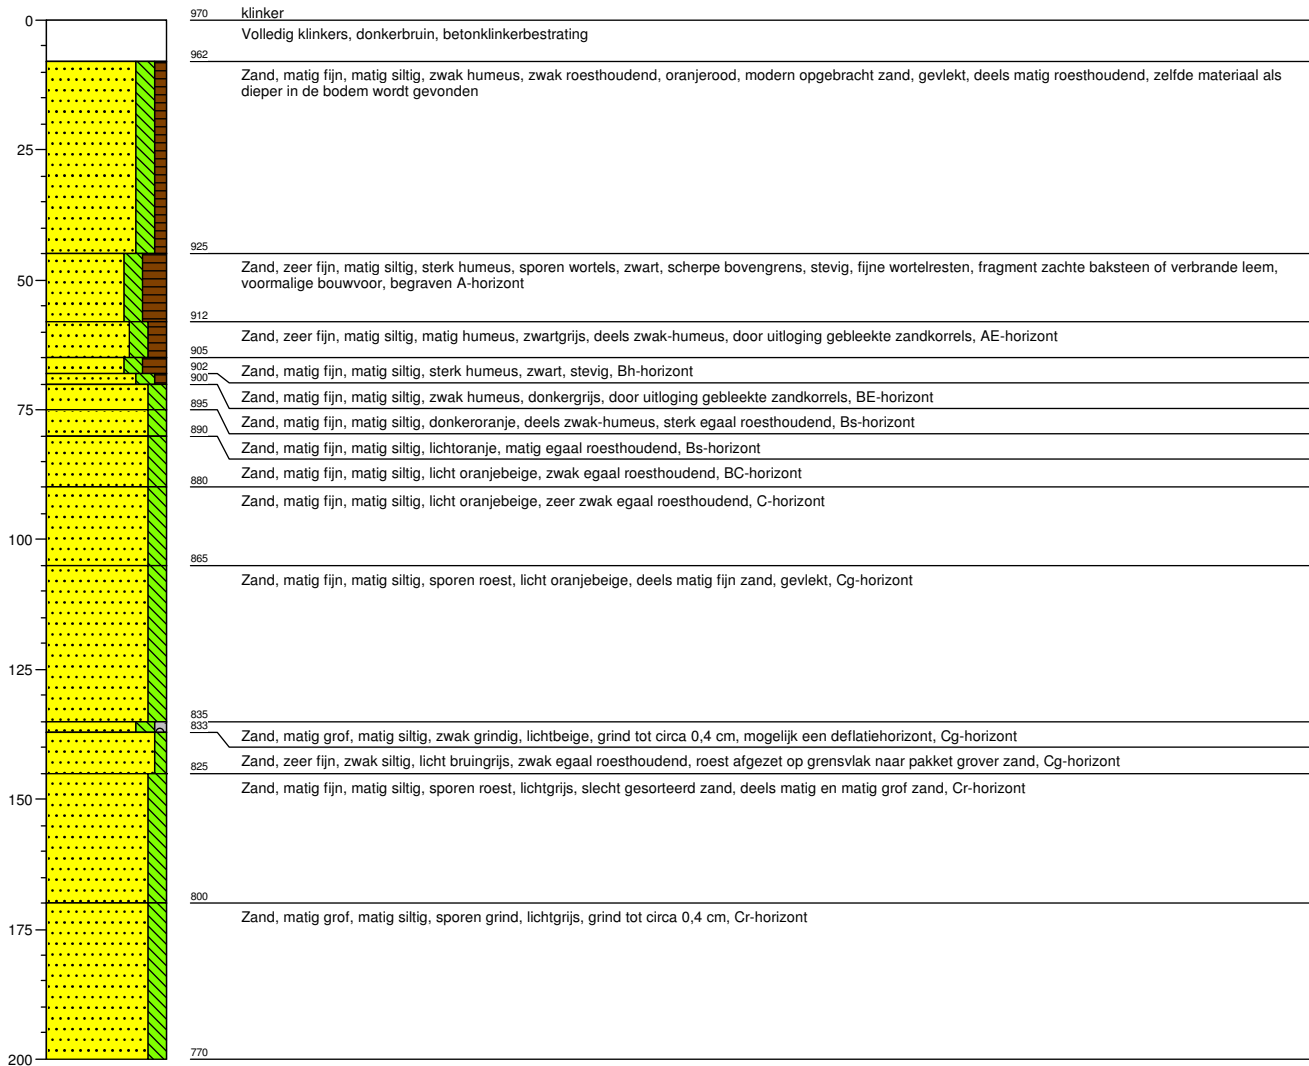 0
970 klinker
Volledig klinkers, donkerbruin, betonklinkerbestrating
962
Zand, matig fijn, matig siltig, zwak humeus, zwak roesthoudend, oranjerood, modern opgebracht zand, gevlekt, deels matig roesthoudend, zelfde materiaal als
dieper in de bodem wordt gevonden
25
925
Zand, zeer fijn, matig siltig, sterk humeus, sporen wortels, zwart, scherpe bovengrens, stevig, fijne wortelresten, fragment zachte baksteen of verbrande leem,
voormalige bouwvoor, begraven A-horizont
50
912
Zand, zeer fijn, matig siltig, matig humeus, zwartgrijs, deels zwak-humeus, door uitloging gebleekte zandkorrels, AE-horizont
905
902
Zand, matig fijn, matig siltig, sterk humeus, zwart, stevig, Bh-horizont
900
Zand, matig fijn, matig siltig, zwak humeus, donkergrijs, door uitloging gebleekte zandkorrels, BE-horizont
75
895
Zand, matig fijn, matig siltig, donkeroranje, deels zwak-humeus, sterk egaal roesthoudend, Bs-horizont
890
Zand, matig fijn, matig siltig, lichtoranje, matig egaal roesthoudend, Bs-horizont
Zand, matig fijn, matig siltig, licht oranjebeige, zwak egaal roesthoudend, BC-horizont
880
Zand, matig fijn, matig siltig, licht oranjebeige, zeer zwak egaal roesthoudend, C-horizont
100
865
Zand, matig fijn, matig siltig, sporen roest, licht oranjebeige, deels matig fijn zand, gevlekt, Cg-horizont
125
835
833
Zand, matig grof, matig siltig, zwak grindig, lichtbeige, grind tot circa 0,4 cm, mogelijk een deflatiehorizont, Cg-horizont
Zand, zeer fijn, zwak siltig, licht bruingrijs, zwak egaal roesthoudend, roest afgezet op grensvlak naar pakket grover zand, Cg-horizont
825
Zand, matig fijn, matig siltig, sporen roest, lichtgrijs, slecht gesorteerd zand, deels matig en matig grof zand, Cr-horizont
150
800
Zand, matig grof, matig siltig, sporen grind, lichtgrijs, grind tot circa 0,4 cm, Cr-horizont
175
770
200